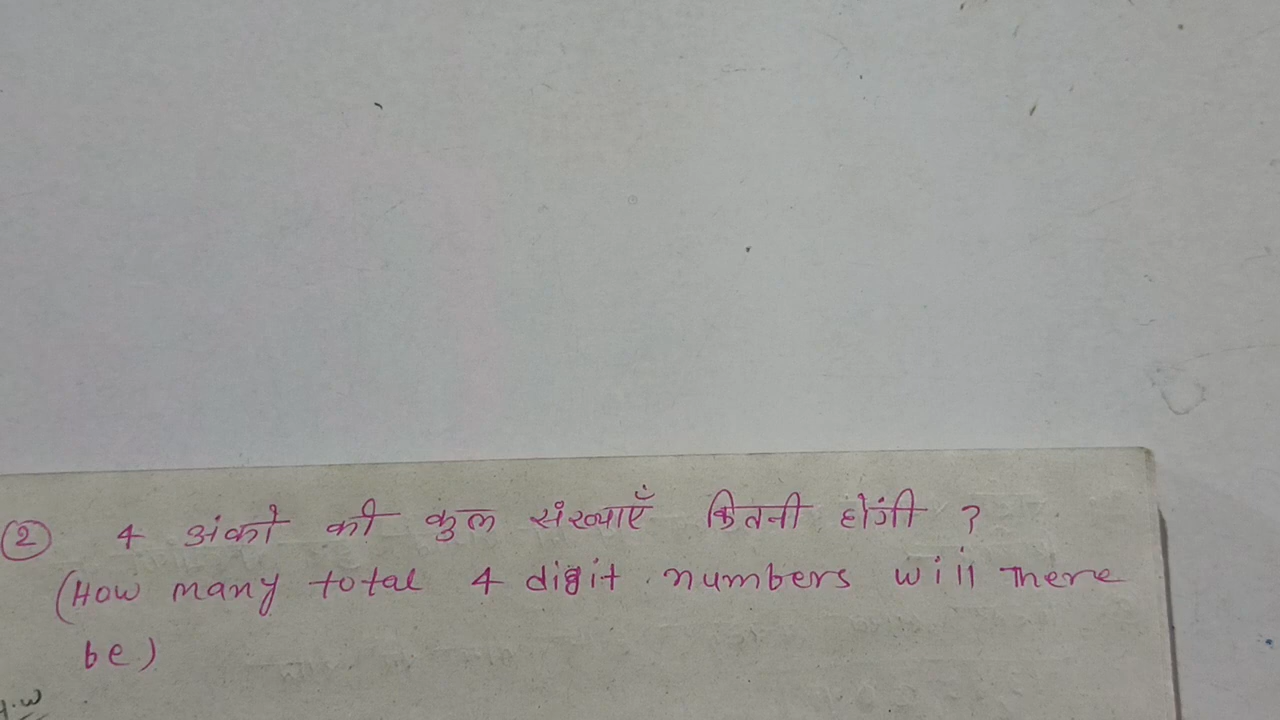 ② 4 अंको की कुल संख्याएँ कितनी होंगी ?
(How many total 4 digit numbers will there
be)
H.W